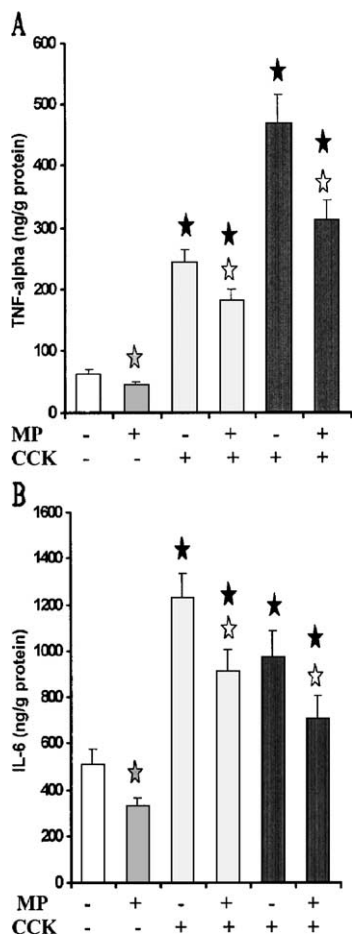 A
TNF-alpha (ng/g protein)
600
500
400
300
200
100
0
MP - + - + - +
CCK - - + + + +
B
IL-6 (ng/g protein)
1600
1400
1200
1000
800
600
400
200
0
MP - + - + - +
CCK - - + + + +